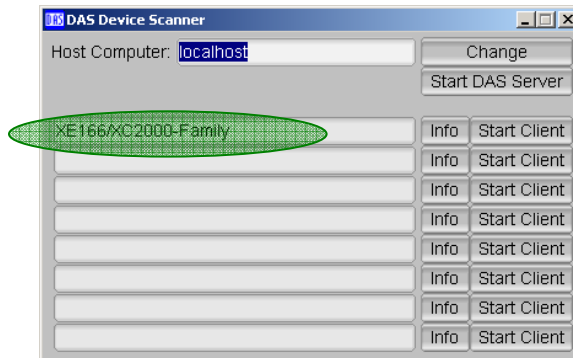 DAS DAS Device Scanner
Host Computer: localhost Change
Start DAS Server
XE166/XC2000-Family Info Start Client
Info Start Client
Info Start Client
Info Start Client
Info Start Client
Info Start Client
Info Start Client
Info Start Client